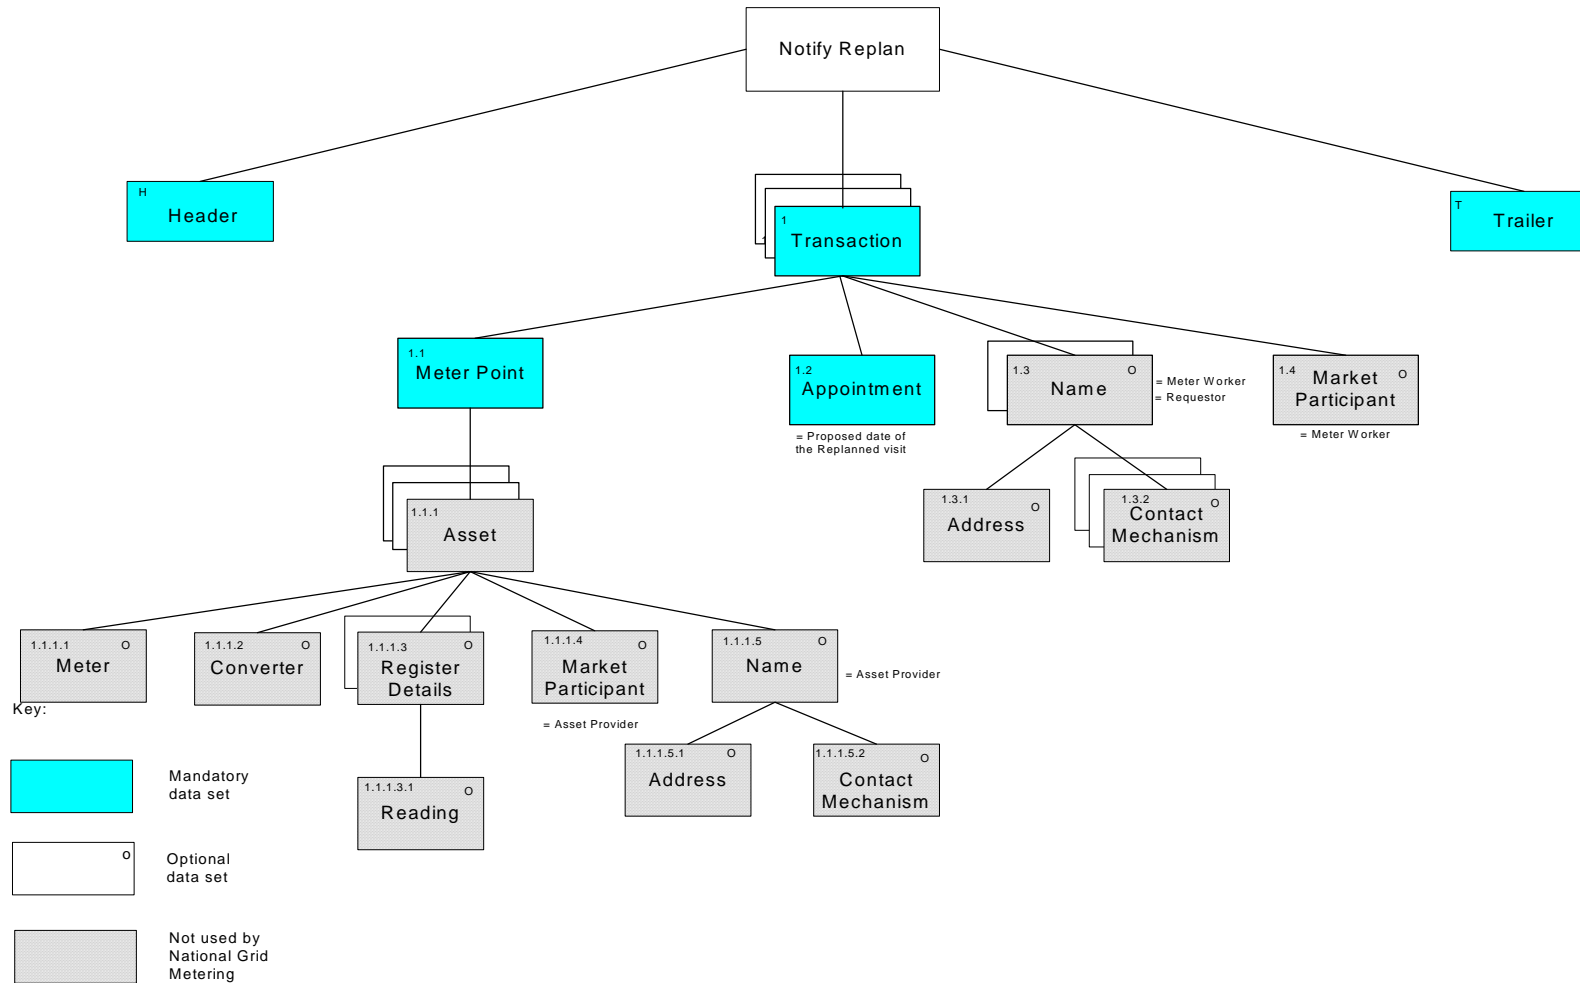 Notify Replan
H
Header
1
Transaction
T
Trailer
1.1
Meter Point
1.2
Appointment
= Proposed date of
the Replanned visit
1.3
O
Name
= Meter Worker
= Requestor
1.4
O
Market
Participant
= Meter Worker
1.1.1
Asset
1.3.1
O
Address
1.3.2
O
Contact
Mechanism
1.1.1.1
O
Meter
1.1.1.2
O
Converter
1.1.1.3
O
Register
Details
1.1.1.4
O
Market
Participant
= Asset Provider
1.1.1.5
O
Name
= Asset Provider
1.1.1.3.1
O
Reading
1.1.1.5.1
O
Address
1.1.1.5.2
O
Contact
Mechanism
Key:
Mandatory
data set
o
Optional
data set
Not used by
National Grid
Metering